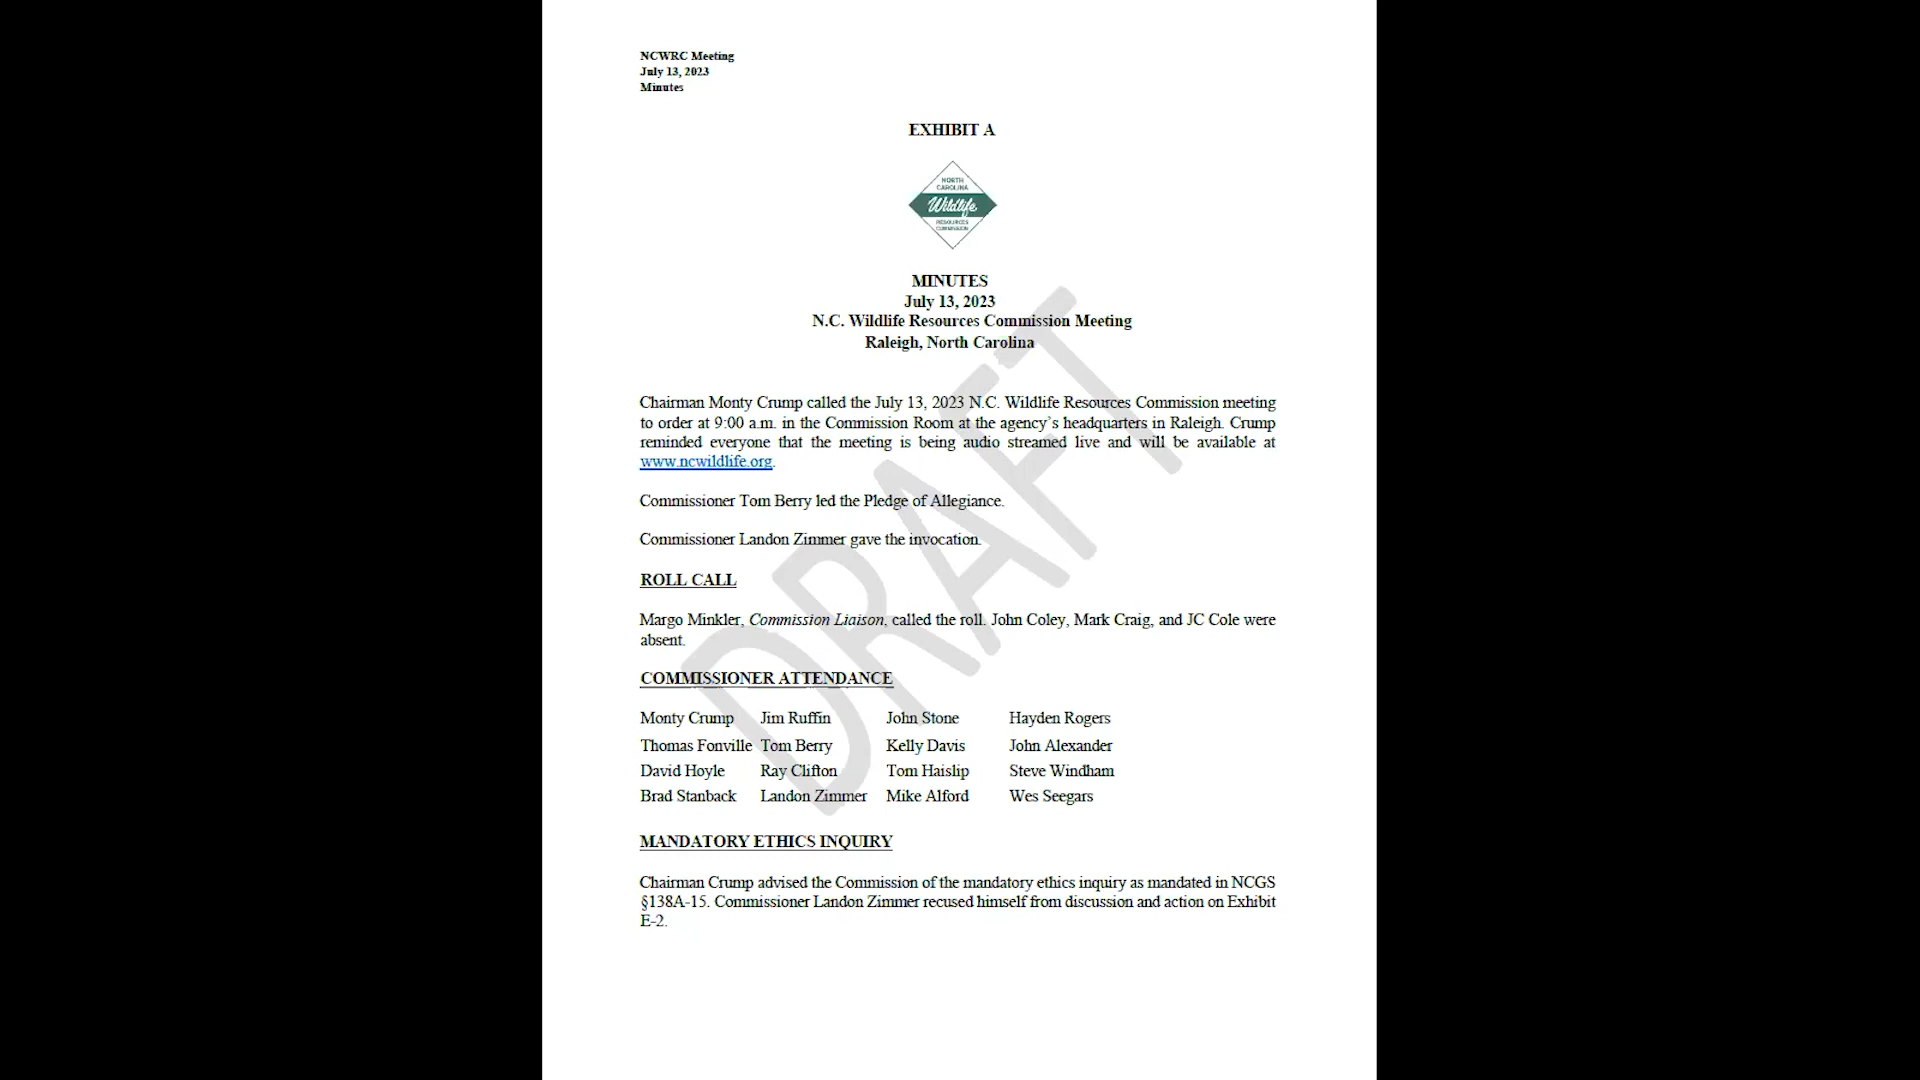 NCWRC Meeting
July 13, 2023
Minutes
EXHIBIT A
NORTH
CAROLINA
Wildlife
RESOURCES
COMMISSION
MINUTES
July 13, 2023
N.C. Wildlife Resources Commission Meeting
Raleigh, North Carolina
Chairman Monty Crump called the July 13, 2023 N.C. Wildlife Resources Commission meeting
to order at 9:00 a.m. in the Commission Room at the agency's headquarters in Raleigh. Crump
reminded everyone that the meeting is being audio streamed live and will be available at
www.ncwildlife.org.
Commissioner Tom Berry led the Pledge of Allegiance.
Commissioner Landon Zimmer gave the invocation.
ROLL CALL
Margo Minkler, Commission Liaison, called the roll. John Coley, Mark Craig, and JC Cole were
absent.
COMMISSIONER ATTENDANCE
Monty Crump Jim Ruffin John Stone Hayden Rogers
Thomas Fonville Tom Berry Kelly Davis John Alexander
David Hoyle Ray Clifton Tom Haislip Steve Windham
Brad Stanback Landon Zimmer Mike Alford Wes Seegars
MANDATORY ETHICS INQUIRY
Chairman Crump advised the Commission of the mandatory ethics inquiry as mandated in NCGS
§138A-15. Commissioner Landon Zimmer recused himself from discussion and action on Exhibit
E-2.
DRAFT